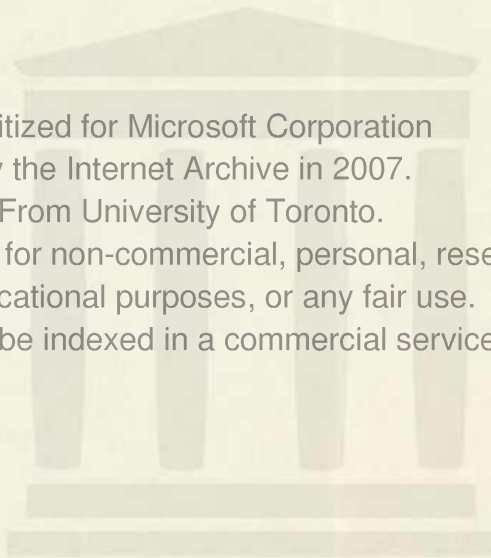 itized for Microsoft Corporation
the Internet Archive in 2007.
From University of Toronto.
for non-commercial, personal, rese
cational purposes, or any fair use.
be indexed in a commercial service